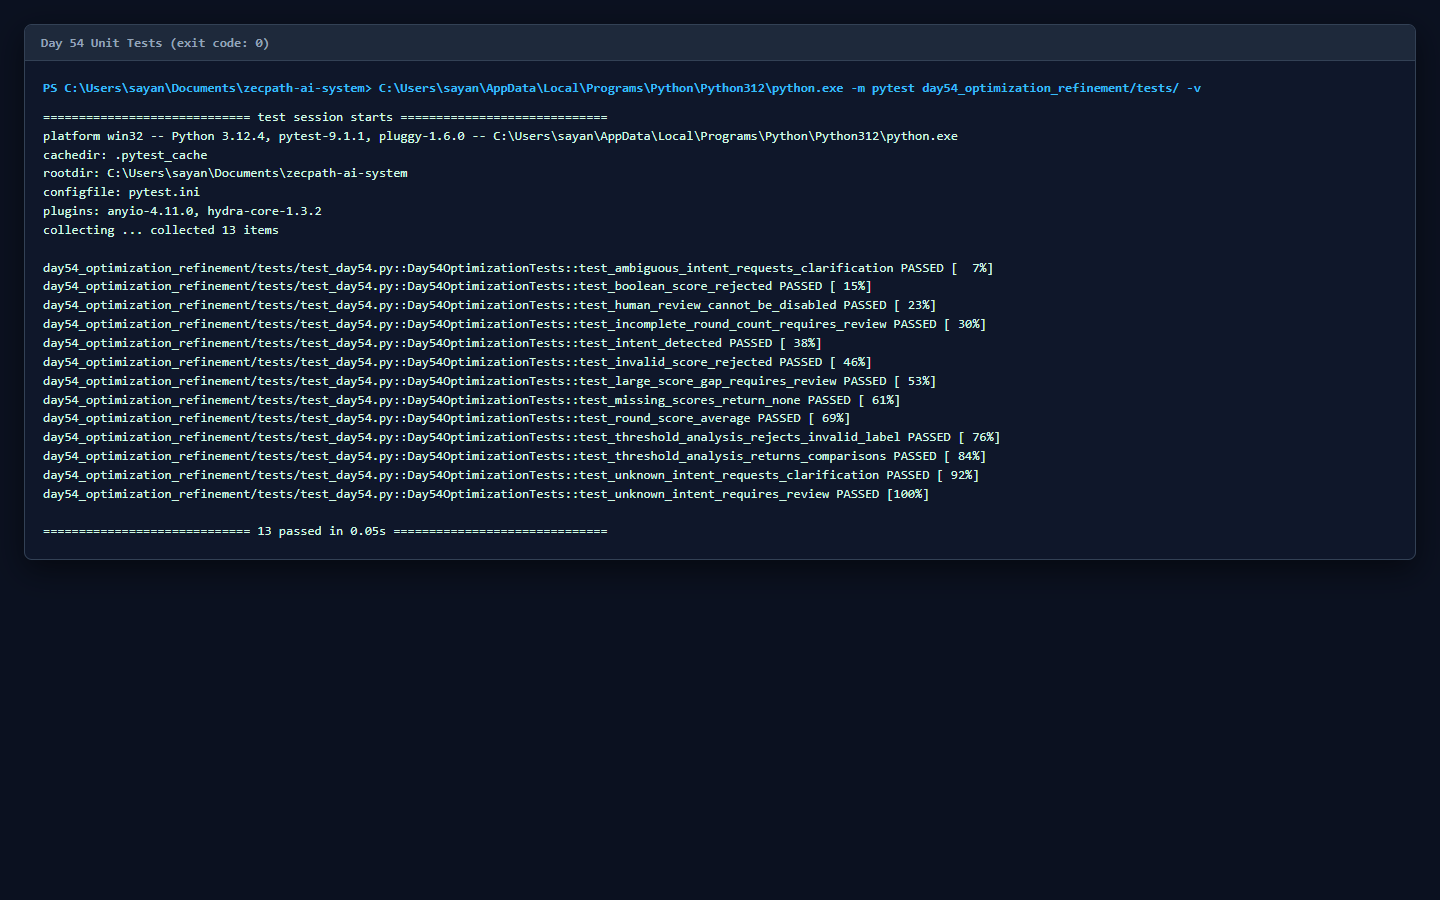 Day 54 Unit Tests (exit code: 0)
PS C:\Users\sayan\Documents\zecpath-ai-system> C:\Users\sayan\AppData\Local\Programs\Python\Python312\python.exe -m pytest day54_optimization_refinement/tests/ -v
============================= test session starts =============================
platform win32 -- Python 3.12.4, pytest-9.1.1, pluggy-1.6.0 -- C:\Users\sayan\AppData\Local\Programs\Python\Python312\python.exe
cachedir: .pytest_cache
rootdir: C:\Users\sayan\Documents\zecpath-ai-system
configfile: pytest.ini
plugins: anyio-4.11.0, hydra-core-1.3.2
collecting ... collected 13 items
day54_optimization_refinement/tests/test_day54.py::Day54OptimizationTests::test_ambiguous_intent_requests_clarification PASSED [  7%]
day54_optimization_refinement/tests/test_day54.py::Day54OptimizationTests::test_boolean_score_rejected PASSED [ 15%]
day54_optimization_refinement/tests/test_day54.py::Day54OptimizationTests::test_human_review_cannot_be_disabled PASSED [ 23%]
day54_optimization_refinement/tests/test_day54.py::Day54OptimizationTests::test_incomplete_round_count_requires_review PASSED [ 30%]
day54_optimization_refinement/tests/test_day54.py::Day54OptimizationTests::test_intent_detected PASSED [ 38%]
day54_optimization_refinement/tests/test_day54.py::Day54OptimizationTests::test_invalid_score_rejected PASSED [ 46%]
day54_optimization_refinement/tests/test_day54.py::Day54OptimizationTests::test_large_score_gap_requires_review PASSED [ 53%]
day54_optimization_refinement/tests/test_day54.py::Day54OptimizationTests::test_missing_scores_return_none PASSED [ 61%]
day54_optimization_refinement/tests/test_day54.py::Day54OptimizationTests::test_round_score_average PASSED [ 69%]
day54_optimization_refinement/tests/test_day54.py::Day54OptimizationTests::test_threshold_analysis_rejects_invalid_label PASSED [ 76%]
day54_optimization_refinement/tests/test_day54.py::Day54OptimizationTests::test_threshold_analysis_returns_comparisons PASSED [ 84%]
day54_optimization_refinement/tests/test_day54.py::Day54OptimizationTests::test_unknown_intent_requests_clarification PASSED [ 92%]
day54_optimization_refinement/tests/test_day54.py::Day54OptimizationTests::test_unknown_intent_requires_review PASSED [100%]
============================= 13 passed in 0.05s ==============================